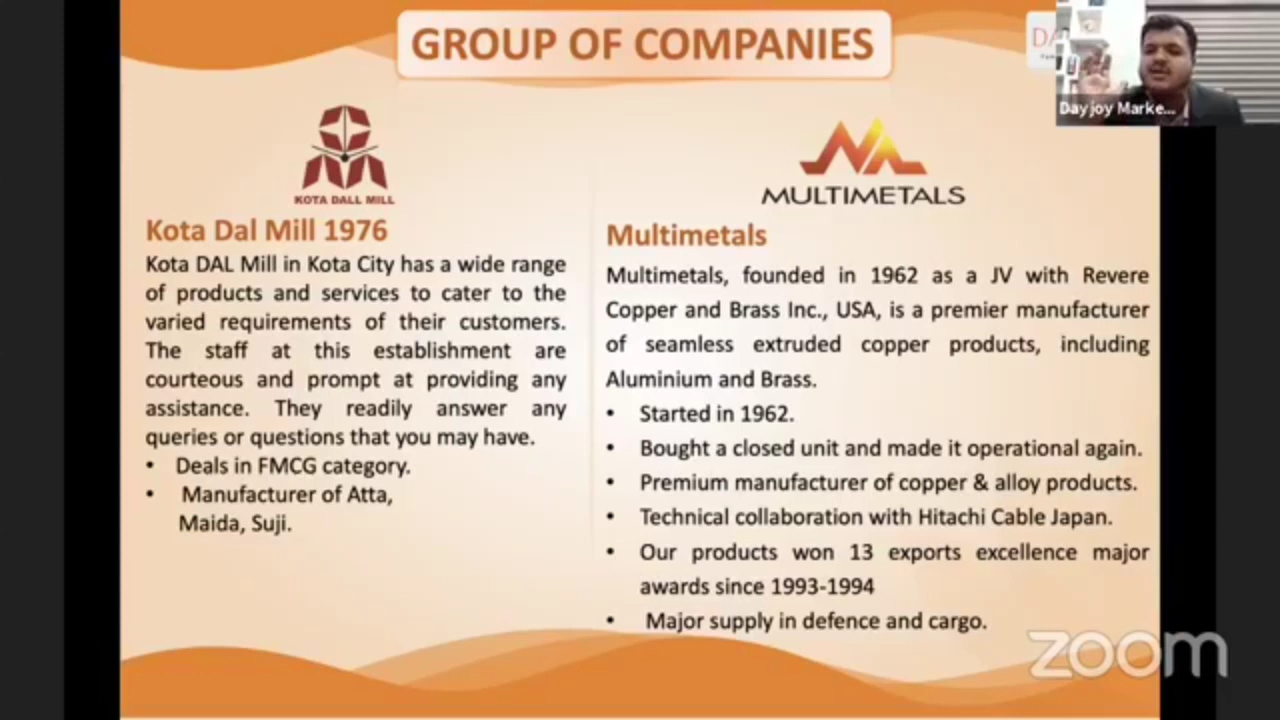 GROUP OF COMPANIES
DA
Dayjoy Marke...
KOTA DALL MILL
Kota Dal Mill 1976
Kota DAL Mill in Kota City has a wide range
of products and services to cater to the
varied requirements of their customers.
The staff at this establishment are
courteous and prompt at providing any
assistance. They readily answer any
queries or questions that you may have.
• Deals in FMCG category.
• Manufacturer of Atta,
Maida, Suji.
MULTIMETALS
Multimetals
Multimetals, founded in 1962 as a JV with Revere
Copper and Brass Inc., USA, is a premier manufacturer
of seamless extruded copper products, including
Aluminium and Brass.
• Started in 1962.
• Bought a closed unit and made it operational again.
• Premium manufacturer of copper & alloy products.
• Technical collaboration with Hitachi Cable Japan.
• Our products won 13 exports excellence major
awards since 1993-1994
• Major supply in defence and cargo.
zoom